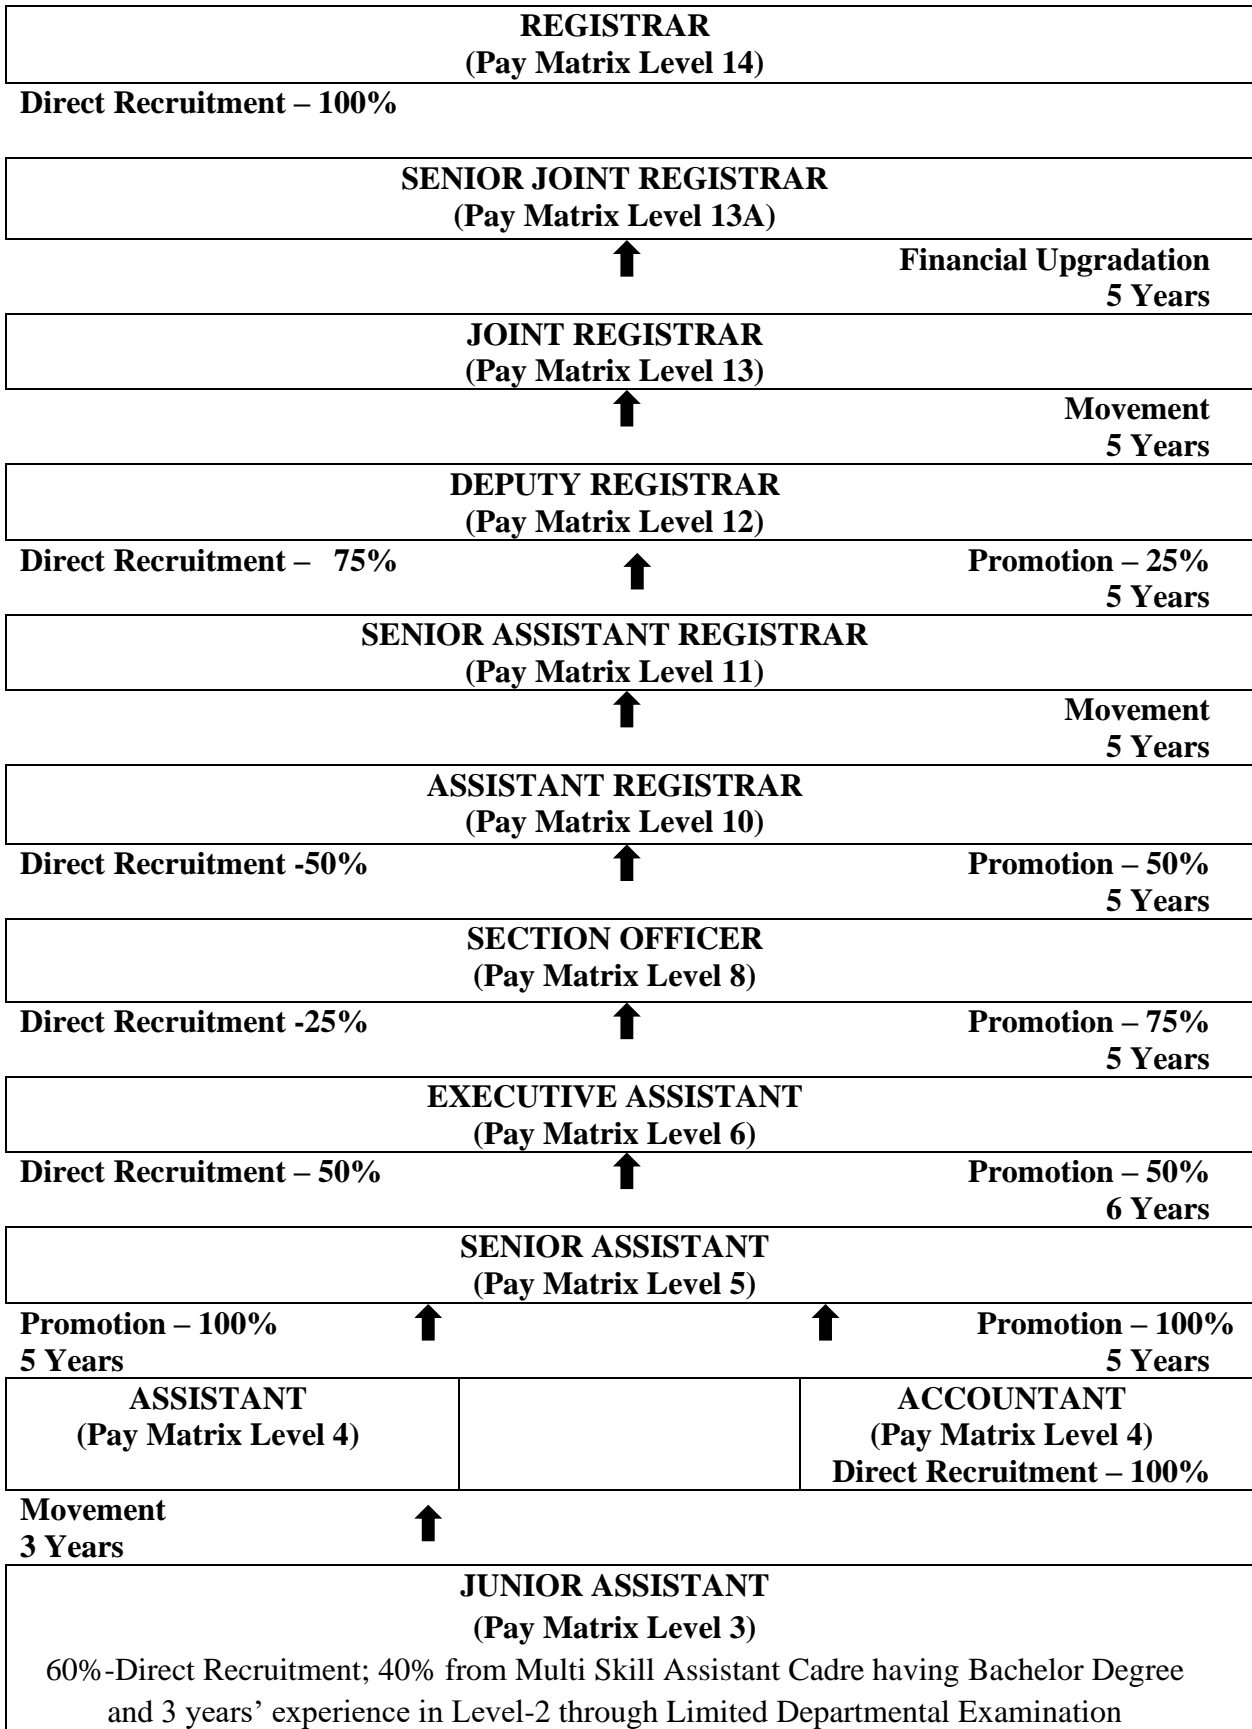 REGISTRAR
(Pay Matrix Level 14)
Direct Recruitment – 100%
SENIOR JOINT REGISTRAR
(Pay Matrix Level 13A)
Financial Upgradation
5 Years
JOINT REGISTRAR
(Pay Matrix Level 13)
Movement
5 Years
DEPUTY REGISTRAR
(Pay Matrix Level 12)
Direct Recruitment – 75% Promotion – 25%
5 Years
SENIOR ASSISTANT REGISTRAR
(Pay Matrix Level 11)
Movement
5 Years
ASSISTANT REGISTRAR
(Pay Matrix Level 10)
Direct Recruitment -50% Promotion – 50%
5 Years
SECTION OFFICER
(Pay Matrix Level 8)
Direct Recruitment -25% Promotion – 75%
5 Years
EXECUTIVE ASSISTANT
(Pay Matrix Level 6)
Direct Recruitment – 50% Promotion – 50%
6 Years
SENIOR ASSISTANT
(Pay Matrix Level 5)
Promotion – 100% Promotion – 100%
5 Years 5 Years
ASSISTANT ACCOUNTANT
(Pay Matrix Level 4) (Pay Matrix Level 4)
Direct Recruitment – 100%
Movement
3 Years
JUNIOR ASSISTANT
(Pay Matrix Level 3)
60%-Direct Recruitment; 40% from Multi Skill Assistant Cadre having Bachelor Degree
and 3 years’ experience in Level-2 through Limited Departmental Examination